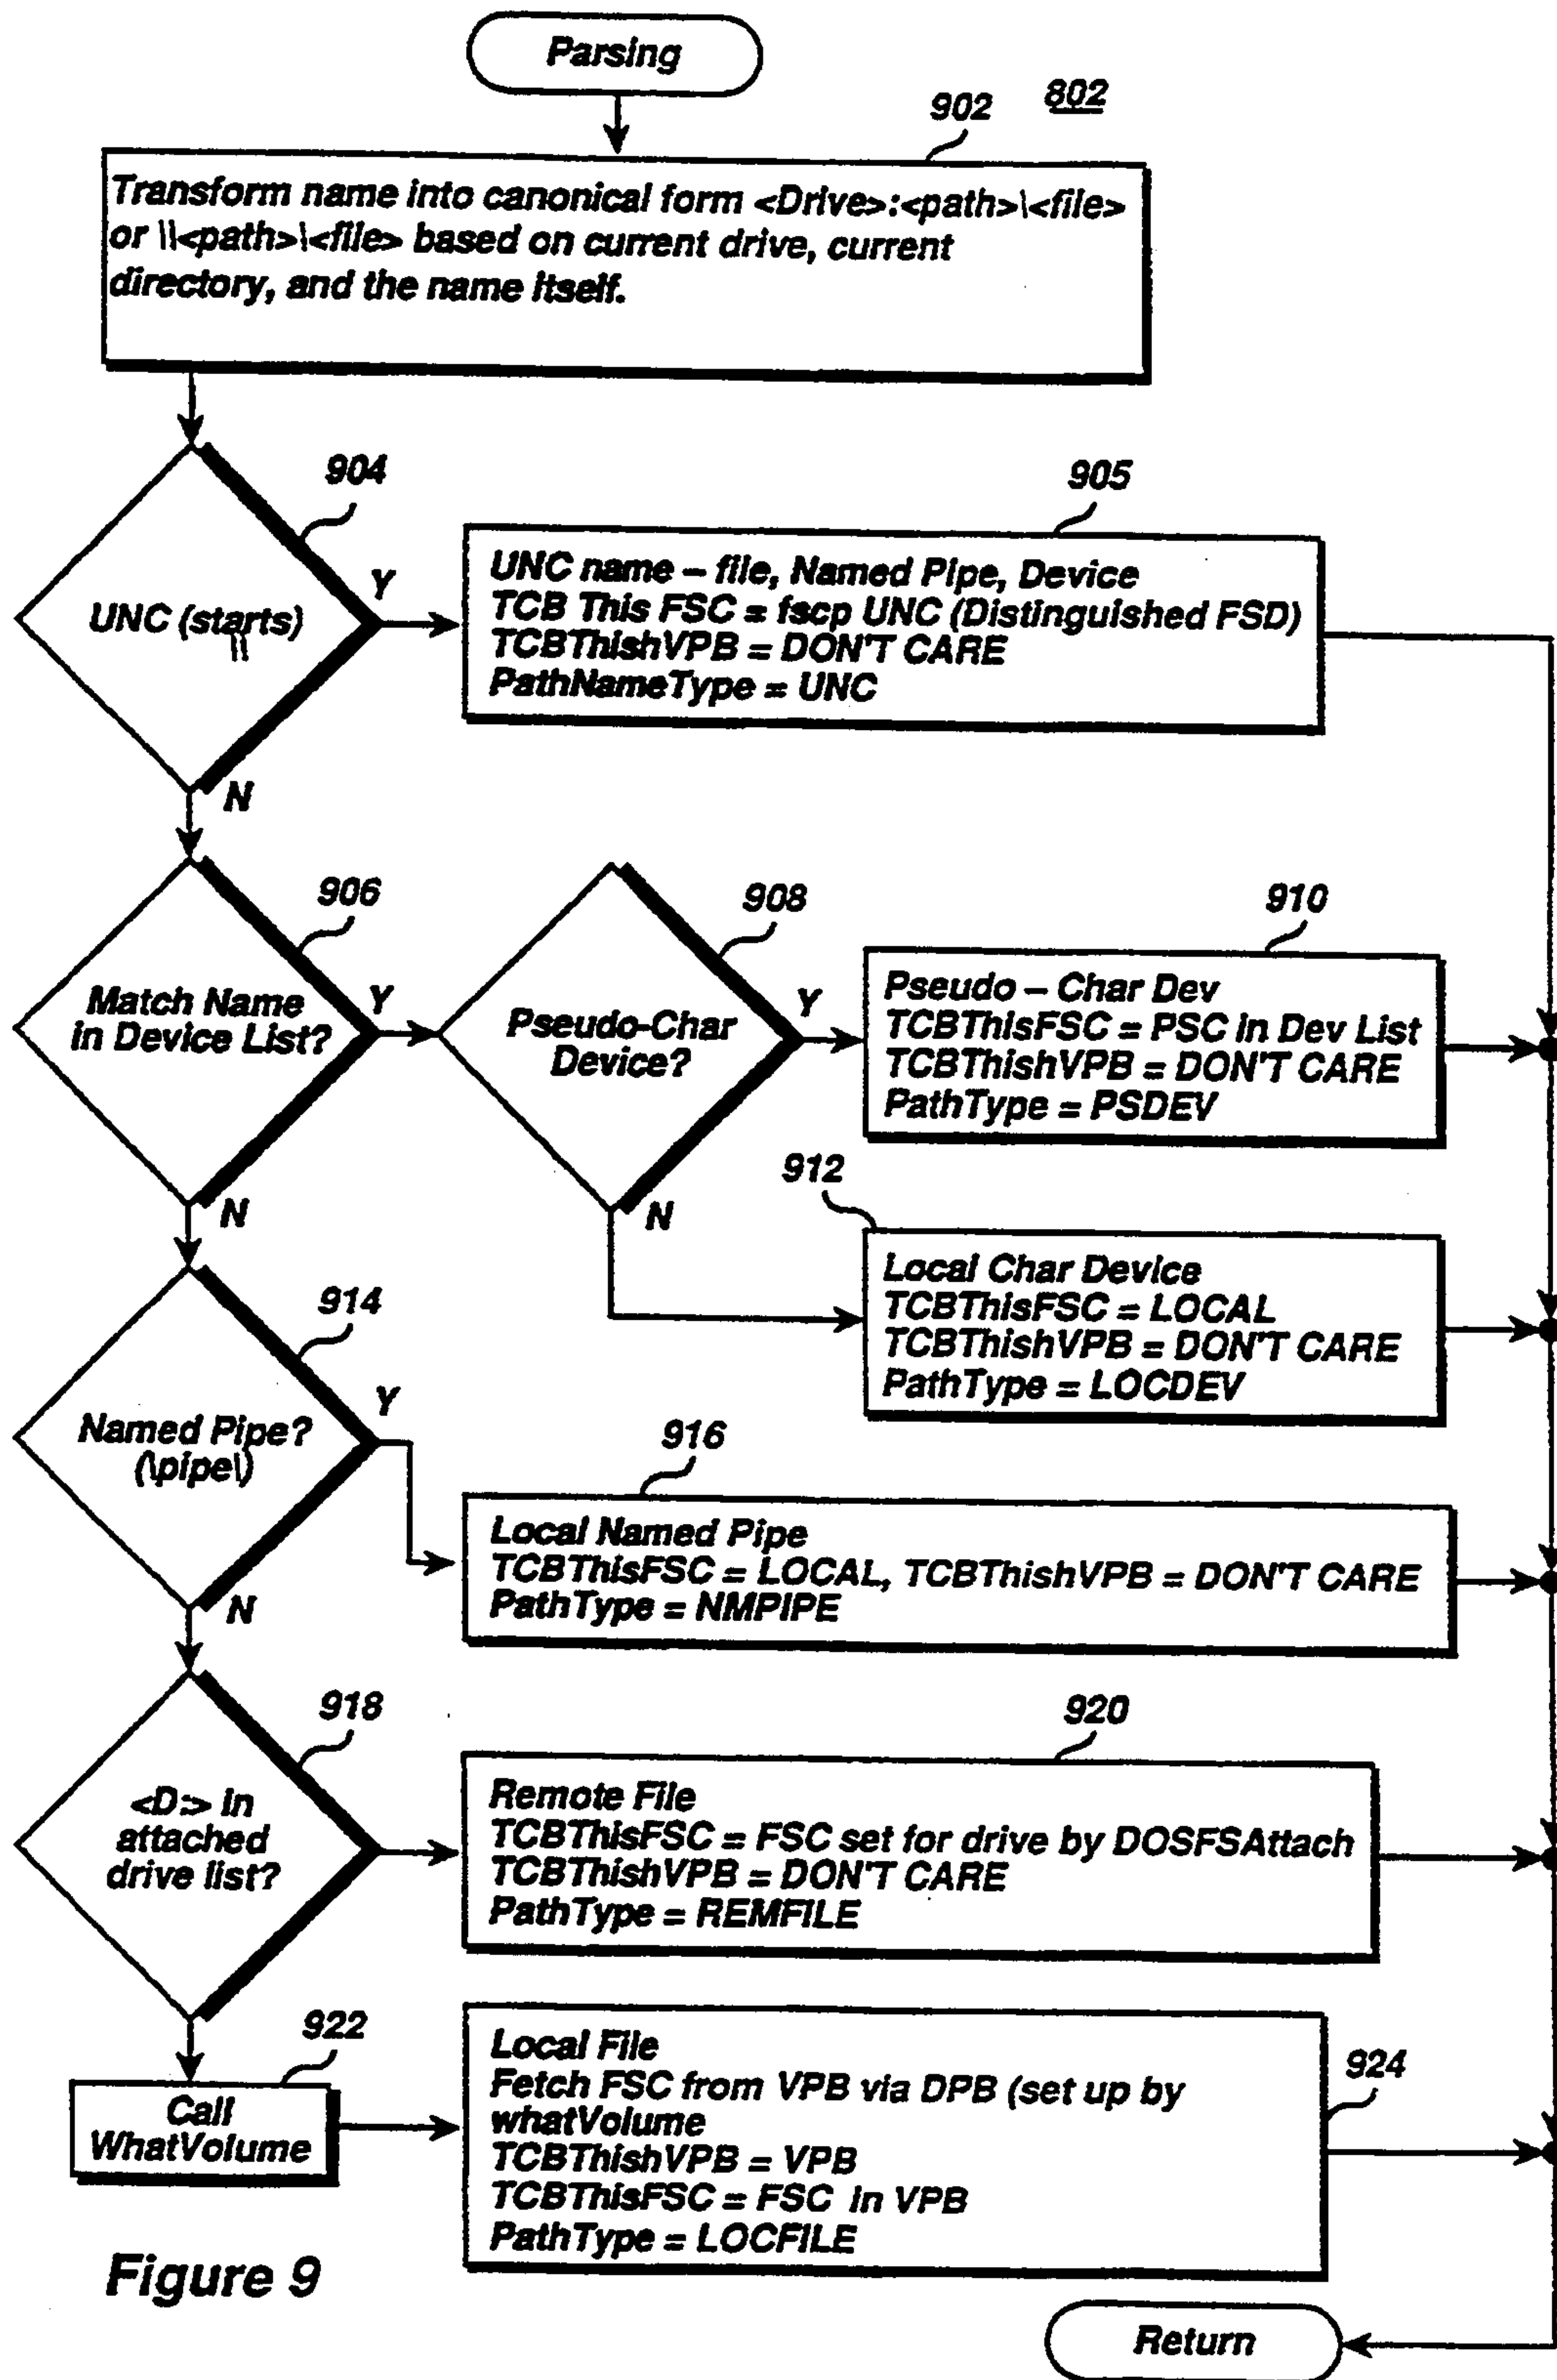 Parsing
902
802
Transform name into canonical form <Drive>:<path>\<file>
or \\<path>\<file> based on current drive, current
directory, and the name itself.
904
905
UNC (starts)
\\
Y
N
UNC name – file, Named Pipe, Device
TCB This FSC = fscp UNC (Distinguished FSD)
TCBThishVPB = DON'T CARE
PathNameType = UNC
906
908
910
Match Name
in Device List?
Y
N
Pseudo-Char
Device?
Y
N
Pseudo – Char Dev
TCBThisFSC = PSC in Dev List
TCBThishVPB = DON'T CARE
PathType = PSDEV
912
Local Char Device
TCBThisFSC = LOCAL
TCBThishVPB = DON'T CARE
PathType = LOCDEV
914
916
Named Pipe?
(\pipe\)
Y
N
Local Named Pipe
TCBThisFSC = LOCAL, TCBThishVPB = DON'T CARE
PathType = NMPIPE
918
920
<D:> in
attached
drive list?
Remote File
TCBThisFSC = FSC set for drive by DOSFSAttach
TCBThishVPB = DON'T CARE
PathType = REMFILE
922
924
Call
WhatVolume
Local File
Fetch FSC from VPB via DPB (set up by
whatVolume
TCBThishVPB = VPB
TCBThisFSC = FSC in VPB
PathType = LOCFILE
Figure 9
Return